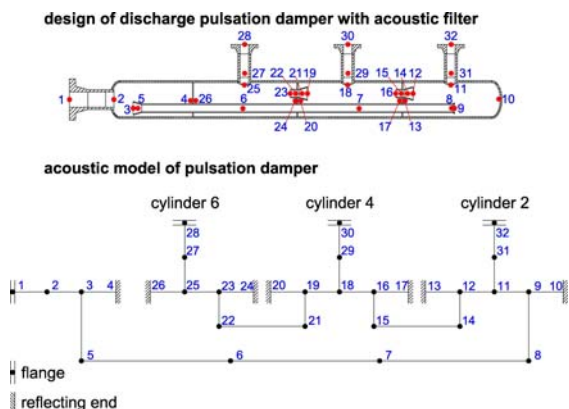 design of discharge pulsation damper with acoustic filter
28 30 32
22 21 19 15 14 12
27 29 31
25 18 11
23 16
1 2 3 5 4 26 6 7 8 9 10
24 20 17 13
acoustic model of pulsation damper
cylinder 6 cylinder 4 cylinder 2
28 30 32
27 29 31
1 2 3 4 26 25 23 24 20 19 18 16 17 13 12 11 9 10
22 21 15 14
5 6 7 8
flange
reflecting end